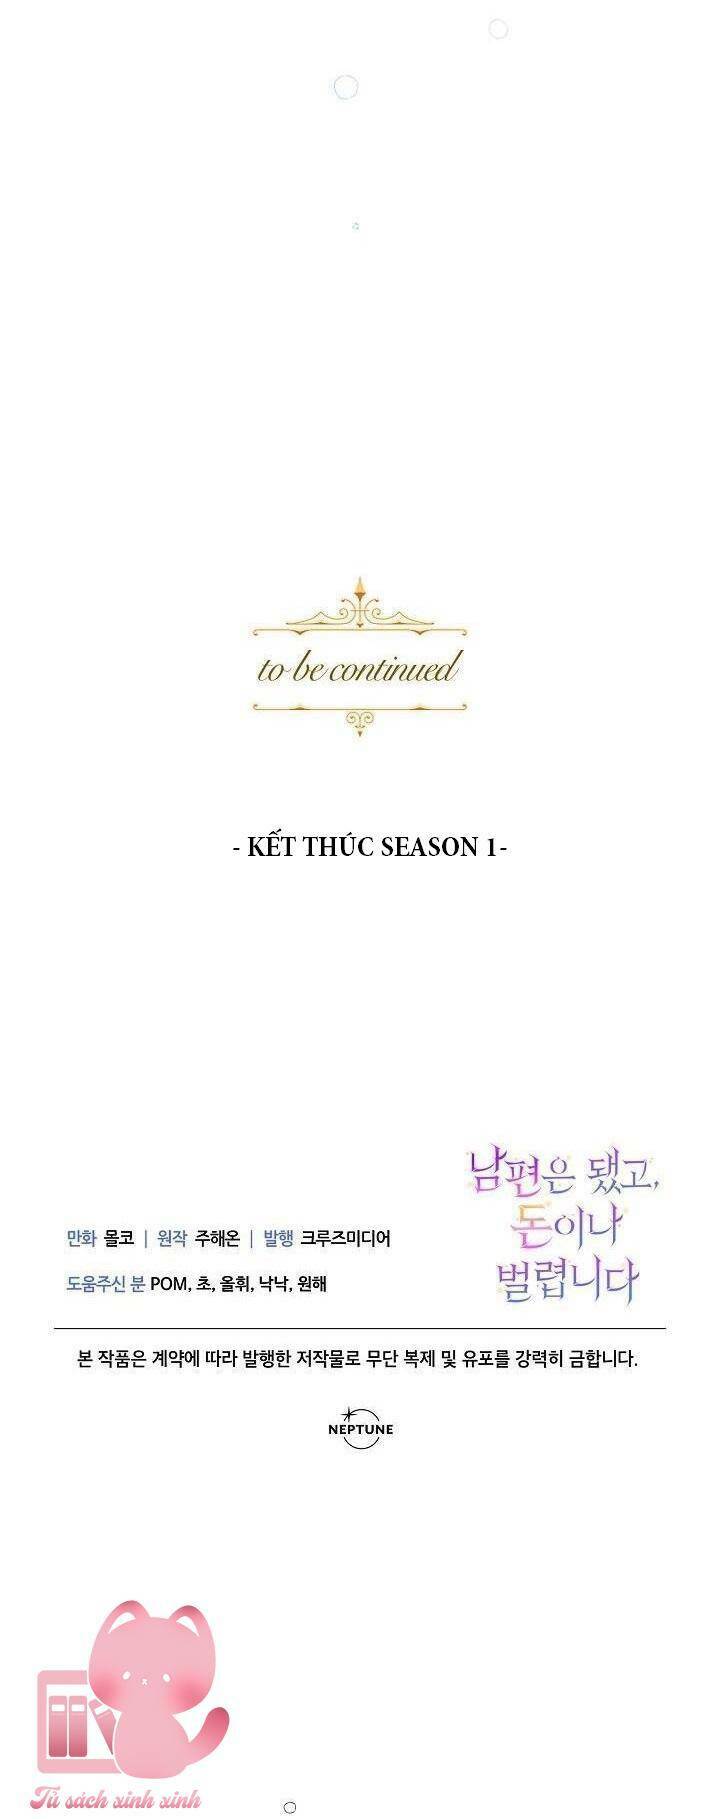 to be continued
- KẾT THÚC SEASON 1-
남편은 됐고,
돈이나
벌렵니다
만화 몰코 | 원작 주해온 | 발행 크루즈미디어
도움주신 분 POM, 초, 올휘, 낙낙, 원해
본 작품은 계약에 따라 발행한 저작물로 무단 복제 및 유포를 강력히 금합니다.
NEPTUNE
Tủ sách xinh xinh